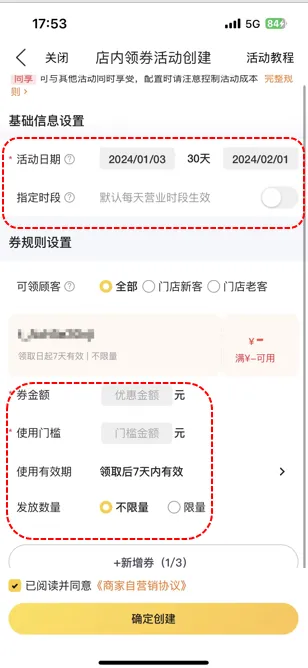 17:53 5G 84
关闭 店内领券活动创建 活动教程
同享 可与其他活动同时享受，配置时请注意控制活动成本 完整规
则 >
基础信息设置
* 活动日期 ? 2024/01/03 30天 2024/02/01
指定时段 ? 默认每天营业时段生效
券规则设置
可领顾客 ? 全部 门店新客 门店老客
¥--
领取日起7天有效 | 不限量 满¥--可用
* 券金额 优惠金额 元
* 使用门槛 门槛金额 元
使用有效期 领取后7天内有效 >
发放数量 不限量 限量
+新增券（1/3）
已阅读并同意《商家自营销协议》
确定创建